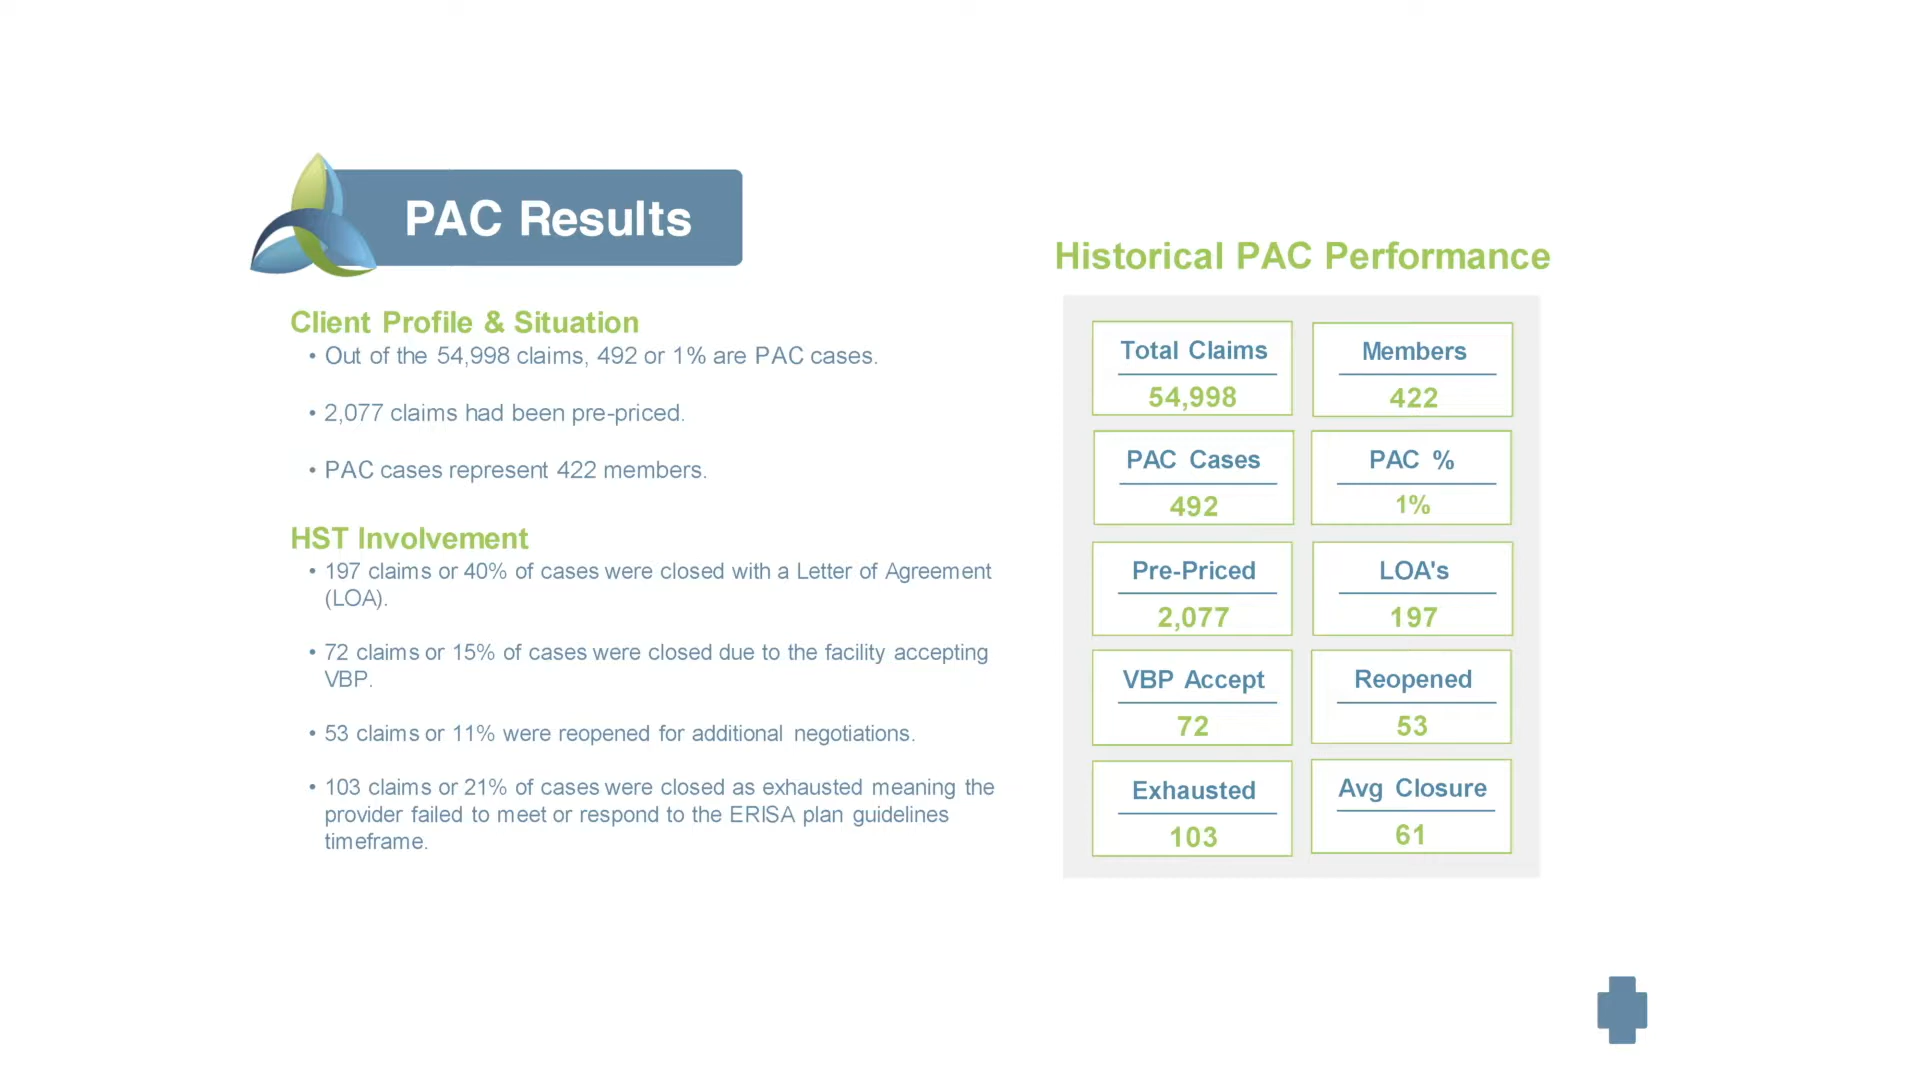 PAC Results
Client Profile & Situation
• Out of the 54,998 claims, 492 or 1% are PAC cases.
• 2,077 claims had been pre-priced.
• PAC cases represent 422 members.
HST Involvement
• 197 claims or 40% of cases were closed with a Letter of Agreement
(LOA).
• 72 claims or 15% of cases were closed due to the facility accepting
VBP.
• 53 claims or 11% were reopened for additional negotiations.
• 103 claims or 21% of cases were closed as exhausted meaning the
provider failed to meet or respond to the ERISA plan guidelines
timeframe.
Historical PAC Performance
Total Claims
54,998
Members
422
PAC Cases
492
PAC %
1%
Pre-Priced
2,077
LOA's
197
VBP Accept
72
Reopened
53
Exhausted
103
Avg Closure
61